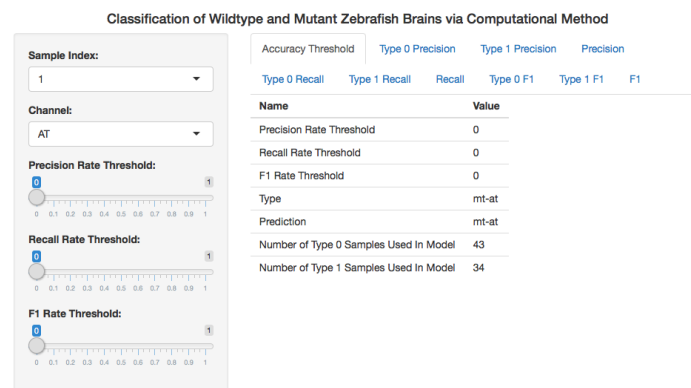 Classification of Wildtype and Mutant Zebrafish Brains via Computational Method
Sample Index:
1
Channel:
AT
Precision Rate Threshold:
0 1
0 0.1 0.2 0.3 0.4 0.5 0.6 0.7 0.8 0.9 1
Recall Rate Threshold:
0 1
0 0.1 0.2 0.3 0.4 0.5 0.6 0.7 0.8 0.9 1
F1 Rate Threshold:
0 1
0 0.1 0.2 0.3 0.4 0.5 0.6 0.7 0.8 0.9 1
Accuracy Threshold Type 0 Precision Type 1 Precision Precision
Type 0 Recall Type 1 Recall Recall Type 0 F1 Type 1 F1 F1
Name Value
Precision Rate Threshold 0
Recall Rate Threshold 0
F1 Rate Threshold 0
Type mt-at
Prediction mt-at
Number of Type 0 Samples Used In Model 43
Number of Type 1 Samples Used In Model 34